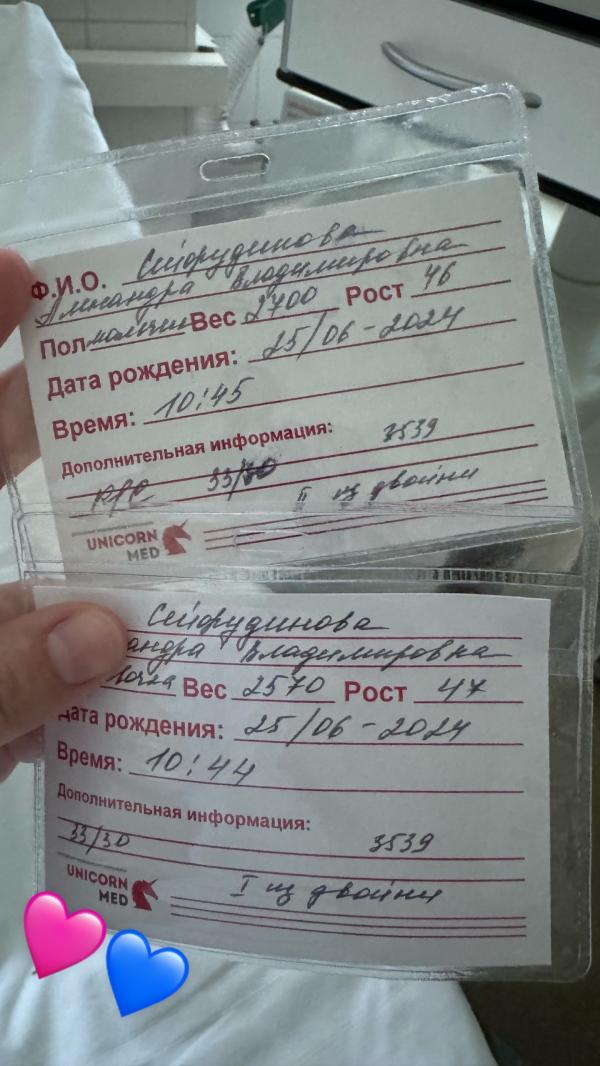 Ф.И.О. Сейфудинова
Александра Владимировна
Пол мальчик Вес 2700 Рост 46
Дата рождения: 25/06-2024
Время: 10:45
Дополнительная информация: 3539
33/30
II из двойни
UNICORN
MED
Сейфудинова
андра Владимировна
вочка Вес 2570 Рост 47
Дата рождения: 25/06-2024
Время: 10:44
Дополнительная информация:
33/30 3539
UNICORN
MED
I из двойни